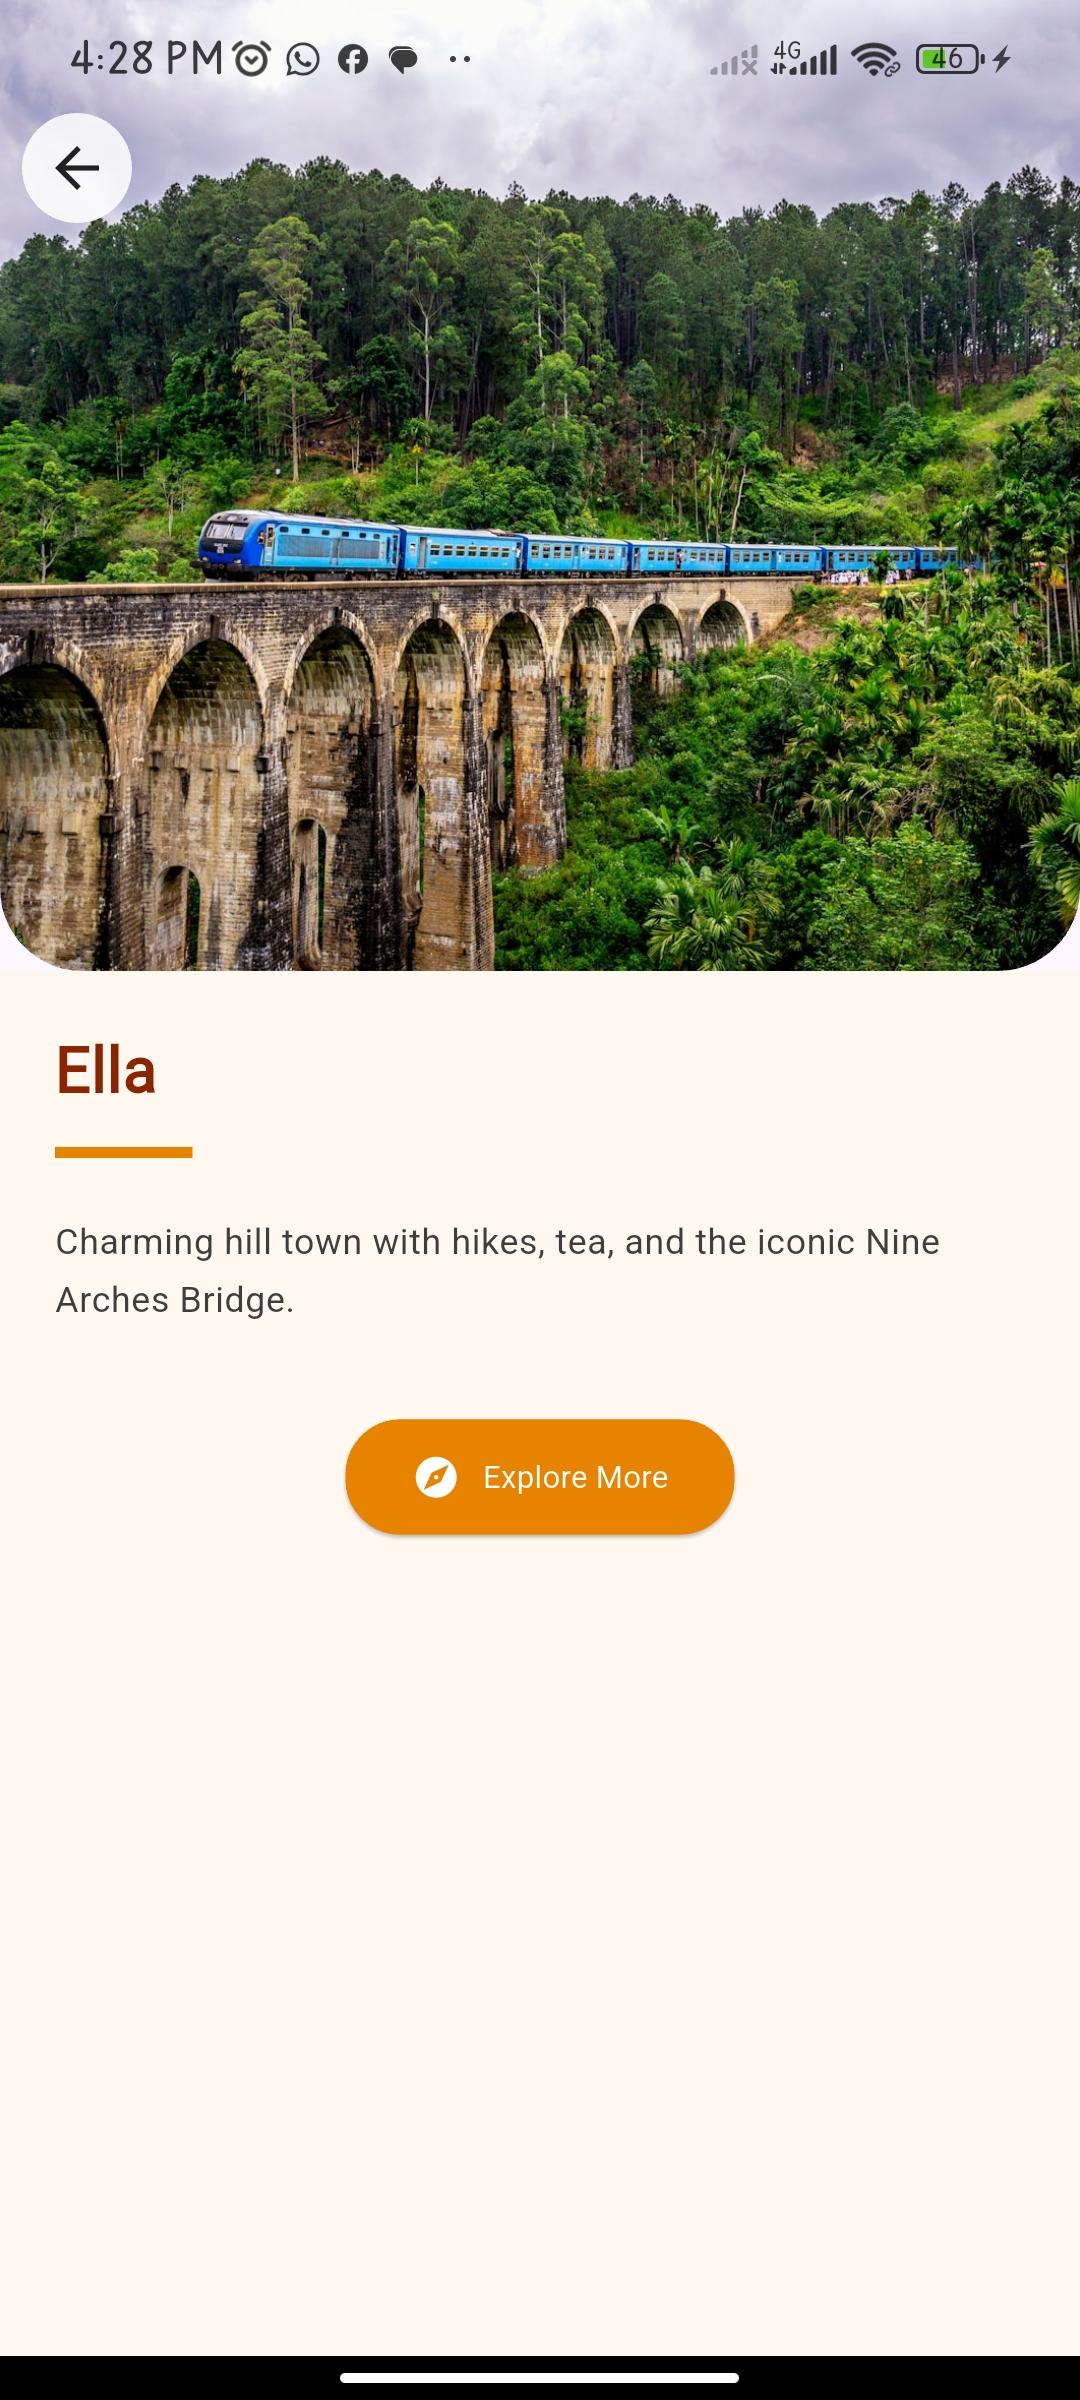 4:28 PM
4G
46
Ella
Charming hill town with hikes, tea, and the iconic Nine
Arches Bridge.
Explore More